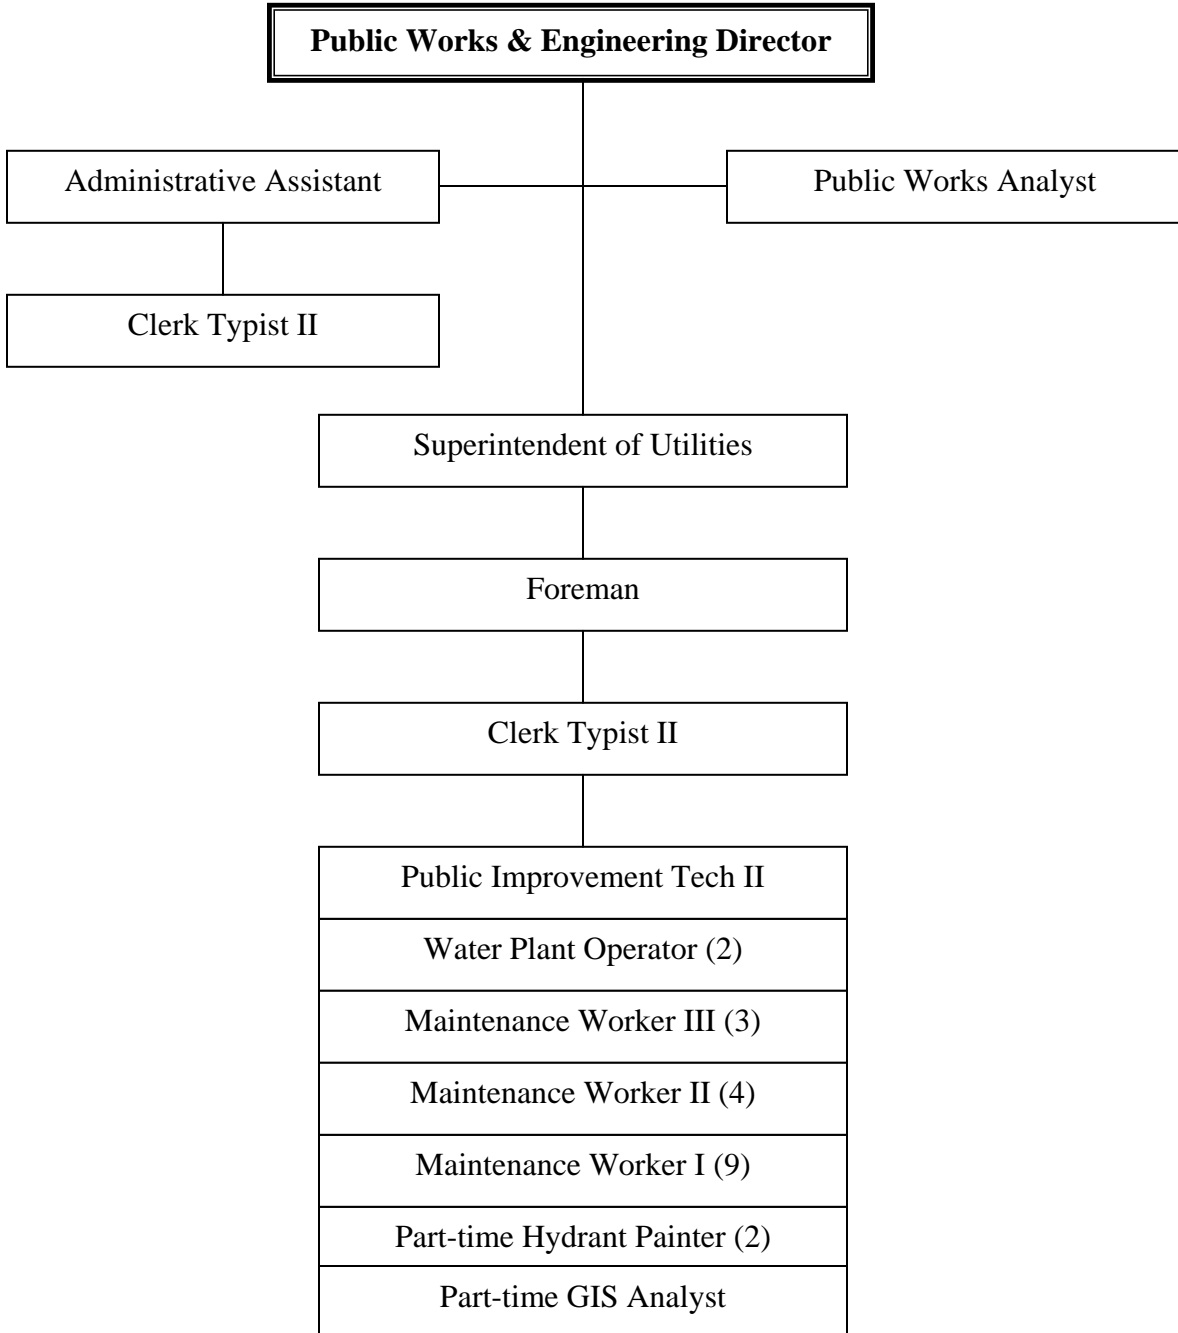 Public Works & Engineering Director
Administrative Assistant
Public Works Analyst
Clerk Typist II
Superintendent of Utilities
Foreman
Clerk Typist II
Public Improvement Tech II
Water Plant Operator (2)
Maintenance Worker III (3)
Maintenance Worker II (4)
Maintenance Worker I (9)
Part-time Hydrant Painter (2)
Part-time GIS Analyst